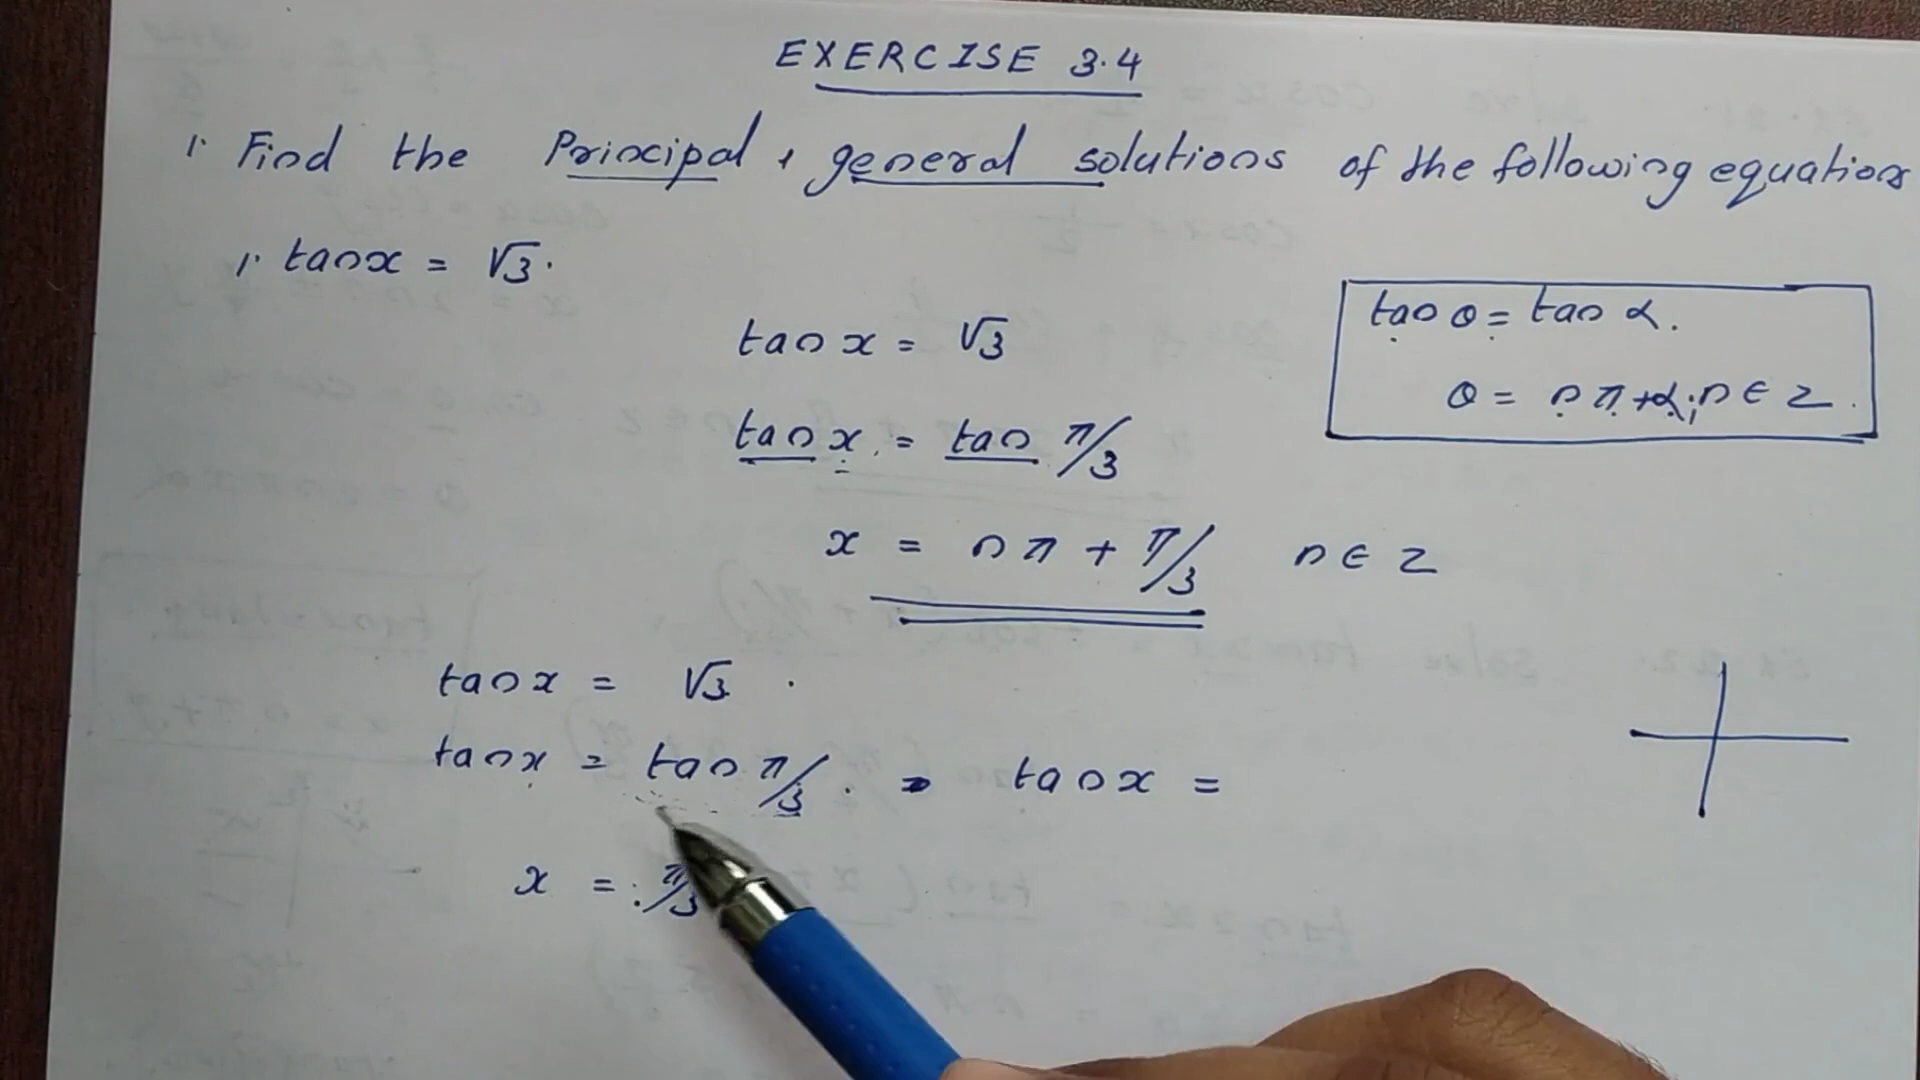 EXERCISE 3.4
1. Find the Principal & general solutions of the following equations
1. tan x = √3.
tan x = √3
tan θ = tan α.
θ = nπ+α; n ∈ Z.
tan x = tan π/3
x = nπ + π/3 n ∈ Z
tan x = √3.
tan x = tan π/3. = tan x =
x = π/3